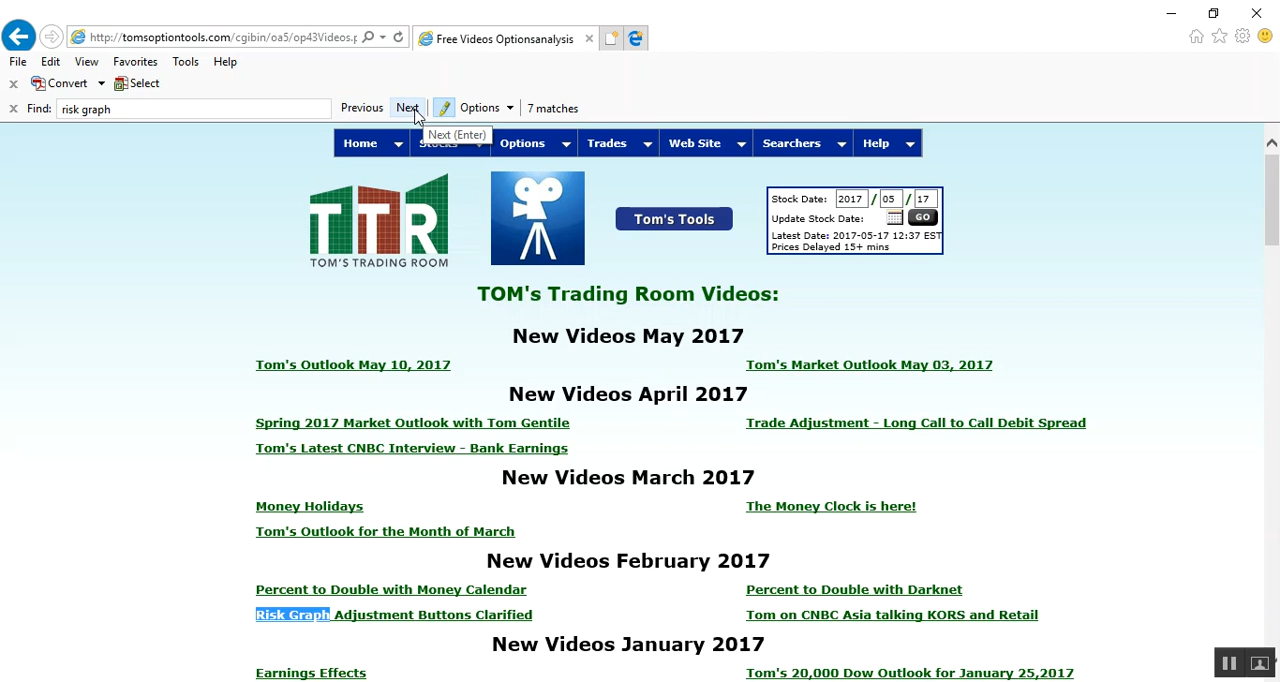 http://tomsoptiontools.com/cgibin/oa5/op43Videos.p
Free Videos Optionsanalysis
File Edit View Favorites Tools Help
Convert Select
Find: risk graph Previous Next Options 7 matches
Next (Enter)
Home Stocks Options Trades Web Site Searchers Help
TTR
TOM'S TRADING ROOM
Tom's Tools
Stock Date: 2017 / 05 / 17
Update Stock Date: GO
Latest Date: 2017-05-17 12:37 EST
Prices Delayed 15+ mins
TOM's Trading Room Videos:
New Videos May 2017
Tom's Outlook May 10, 2017 Tom's Market Outlook May 03, 2017
New Videos April 2017
Spring 2017 Market Outlook with Tom Gentile Trade Adjustment - Long Call to Call Debit Spread
Tom's Latest CNBC Interview - Bank Earnings
New Videos March 2017
Money Holidays The Money Clock is here!
Tom's Outlook for the Month of March
New Videos February 2017
Percent to Double with Money Calendar Percent to Double with Darknet
Risk Graph Adjustment Buttons Clarified Tom on CNBC Asia talking KORS and Retail
New Videos January 2017
Earnings Effects Tom's 20,000 Dow Outlook for January 25,2017